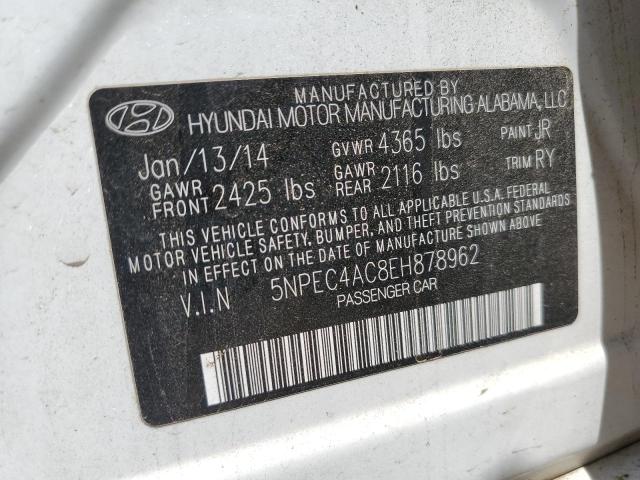 MANUFACTURED BY
HYUNDAI MOTOR MANUFACTURING ALABAMA, LLC
Jan/13/14 GVWR 4365 lbs PAINT JR
GAWR FRONT 2425 lbs GAWR REAR 2116 lbs TRIM RY
THIS VEHICLE CONFORMS TO ALL APPLICABLE U.S.A. FEDERAL
MOTOR VEHICLE SAFETY, BUMPER, AND THEFT PREVENTION STANDARDS
IN EFFECT ON THE DATE OF MANUFACTURE SHOWN ABOVE
V.I.N 5NPEC4AC8EH878962
PASSENGER CAR